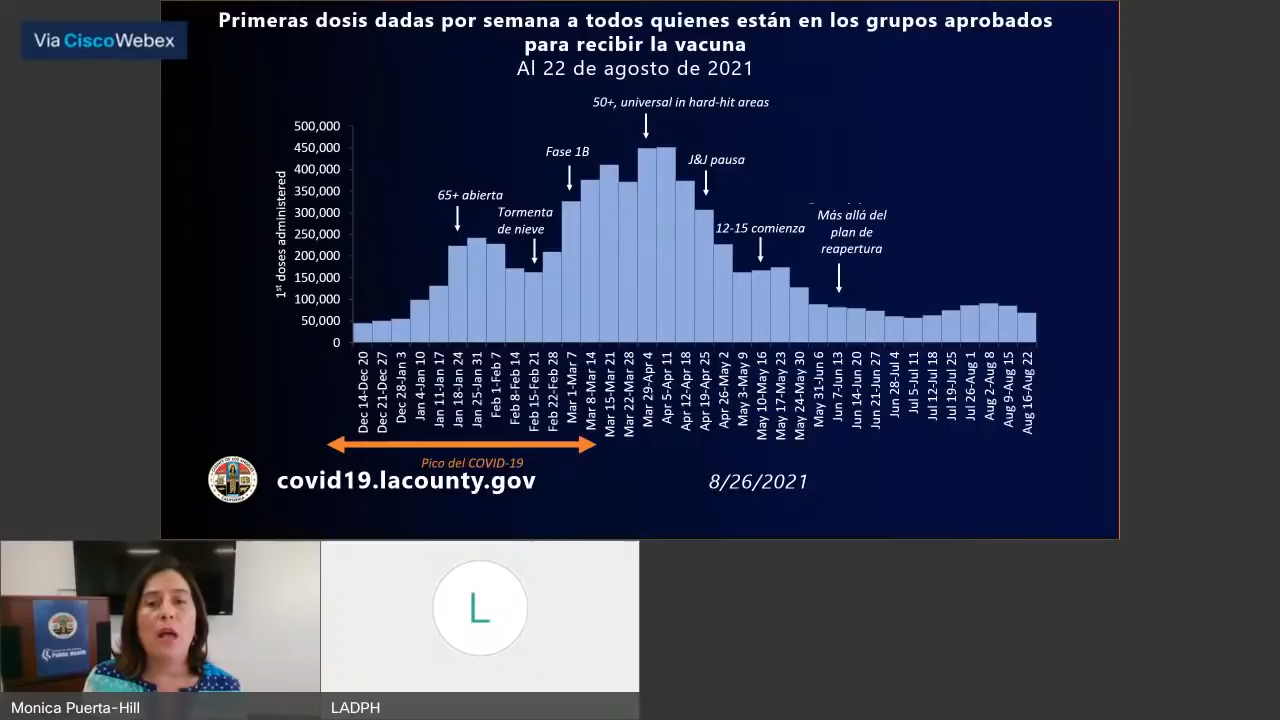 Vía CiscoWebex
Primeras dosis dadas por semana a todos quienes están en los grupos aprobados
para recibir la vacuna
Al 22 de agosto de 2021
50+, universal in hard-hit areas
Fase 1B
J&J pausa
65+ abierta
Tormenta
de nieve
12-15 comienza
Más allá del
plan de
reapertura
1st doses administered
500,000
450,000
400,000
350,000
300,000
250,000
200,000
150,000
100,000
50,000
0
Dec 14-Dec 20
Dec 21-Dec 27
Dec 28-Jan 3
Jan 4-Jan 10
Jan 11-Jan 17
Jan 18-Jan 24
Jan 25-Jan 31
Feb 1-Feb 7
Feb 8-Feb 14
Feb 15-Feb 21
Feb 22-Feb 28
Mar 1-Mar 7
Mar 8-Mar 14
Mar 15-Mar 21
Mar 22-Mar 28
Mar 29-Apr 4
Apr 5-Apr 11
Apr 12-Apr 18
Apr 19-Apr 25
Apr 26-May 2
May 3-May 9
May 10-May 16
May 17-May 23
May 24-May 30
May 31-Jun 6
Jun 7-Jun 13
Jun 14-Jun 20
Jun 21-Jun 27
Jun 28-Jul 4
Jul 5-Jul 11
Jul 12-Jul 18
Jul 19-Jul 25
Jul 26-Aug 1
Aug 2-Aug 8
Aug 9-Aug 15
Aug 16-Aug 22
Pico del COVID-19
covid19.lacounty.gov
8/26/2021
Public Health
L
Monica Puerta-Hill
LADPH